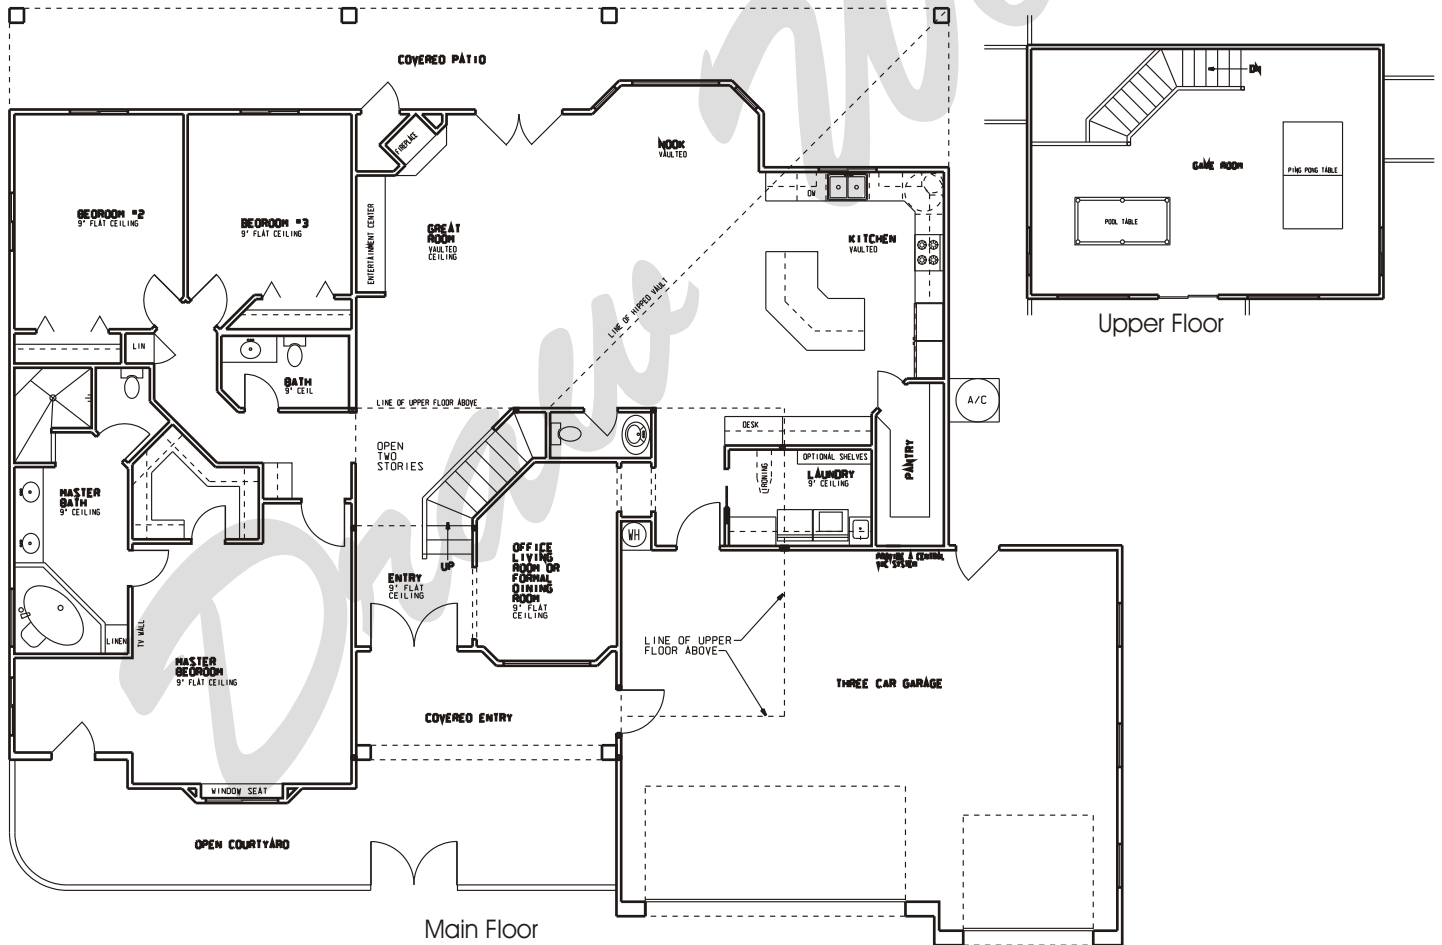 COVERED PATIO
DN
FIREPLACE
NOOK
VAULTED
GAME ROOM
PING PONG TABLE
DW
BEDROOM #2
9' FLAT CEILING
BEDROOM #3
9' FLAT CEILING
ENTERTAINMENT CENTER
GREAT
ROOM
VAULTED
CEILING
KITCHEN
VAULTED
POOL TABLE
LINE OF HIPPED VAULT
Upper Floor
LIN
BATH
9' CEIL
LINE OF UPPER FLOOR ABOVE
A/C
OPEN
TWO
STORIES
DESK
OPTIONAL SHELVES
IRONING
LAUNDRY
9' CEILING
PANTRY
MASTER
BATH
9' CEILING
WH
UP
ENTRY
9' FLAT
CEILING
OFFICE
LIVING
ROOM OR
FORMAL
DINING
ROOM
9' FLAT
CEILING
PROVIDE A CENTRAL
VAC SYSTEM
LINEN
TV WALL
LINE OF UPPER
FLOOR ABOVE
MASTER
BEDROOM
9' FLAT CEILING
THREE CAR GARAGE
COVERED ENTRY
WINDOW SEAT
OPEN COURTYARD
Main Floor
Draw W